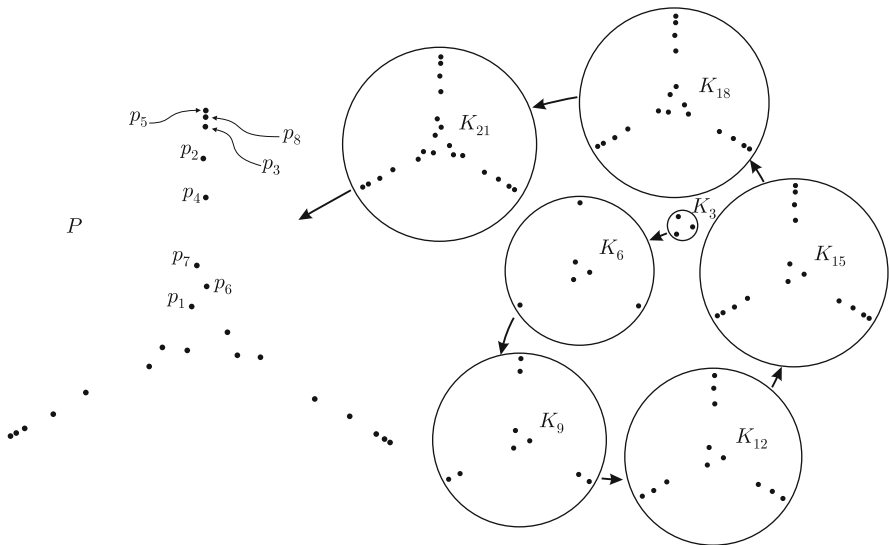 p₅
p₈
p₃
p₂
p₄
P
p₇
p₆
p₁
K₂₁
K₁₈
K₃
K₆
K₁₅
K₉
K₁₂